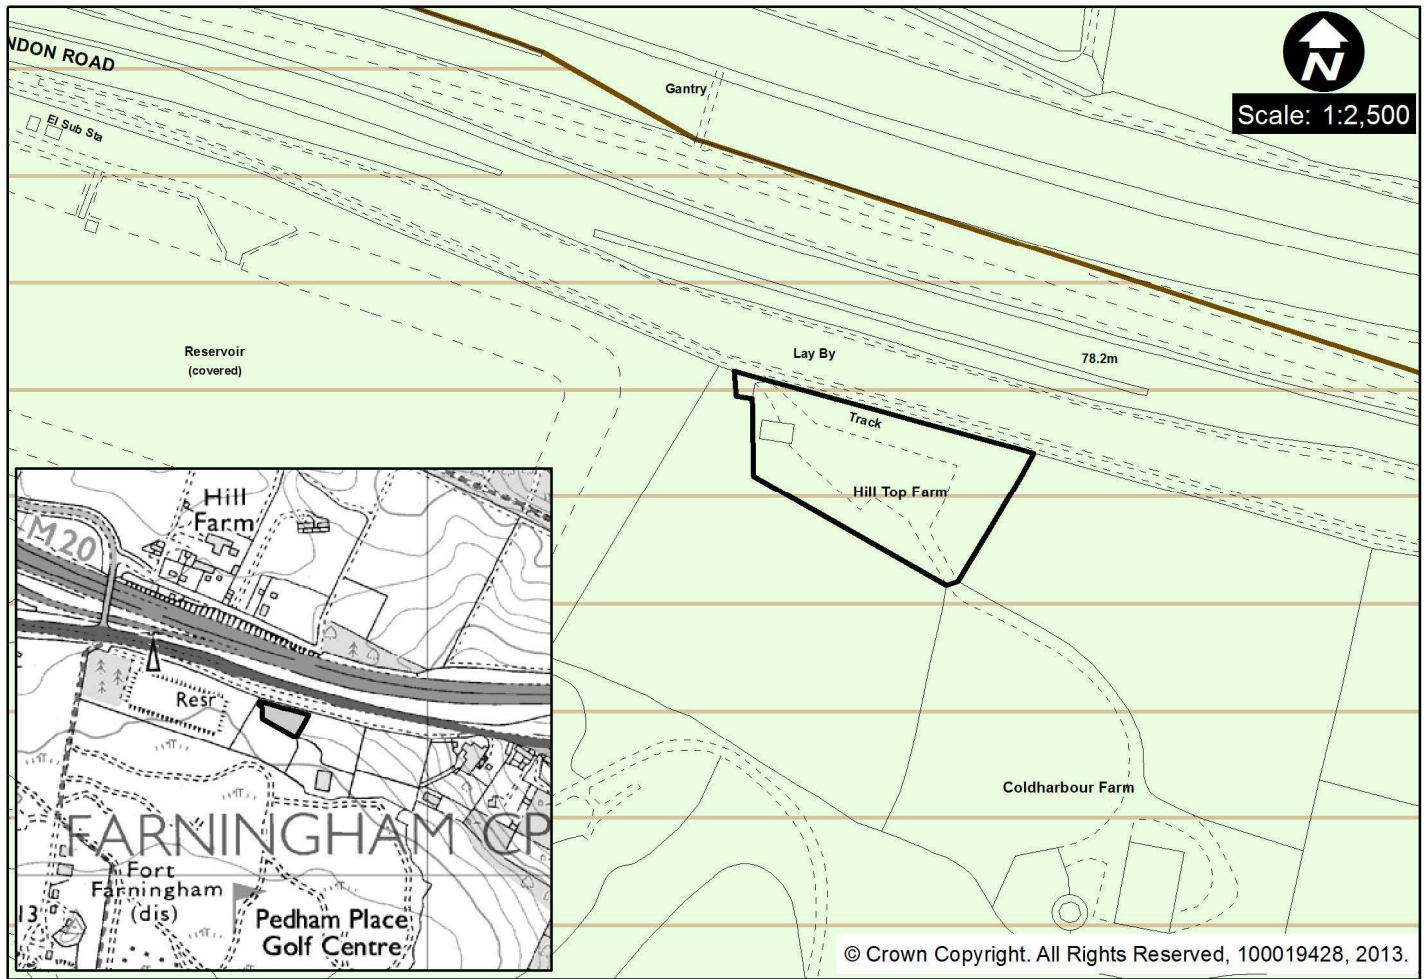 NDON ROAD
Gantry
N
Scale: 1:2,500
El Sub Sta
Reservoir
(covered)
Lay By
78.2m
Track
Hill Top Farm
Coldharbour Farm
Hill
Farm
M20
Resr
FARNINGHAM CP
Fort
Farningham
(dis)
13
Pedham Place
Golf Centre
© Crown Copyright. All Rights Reserved, 100019428, 2013.